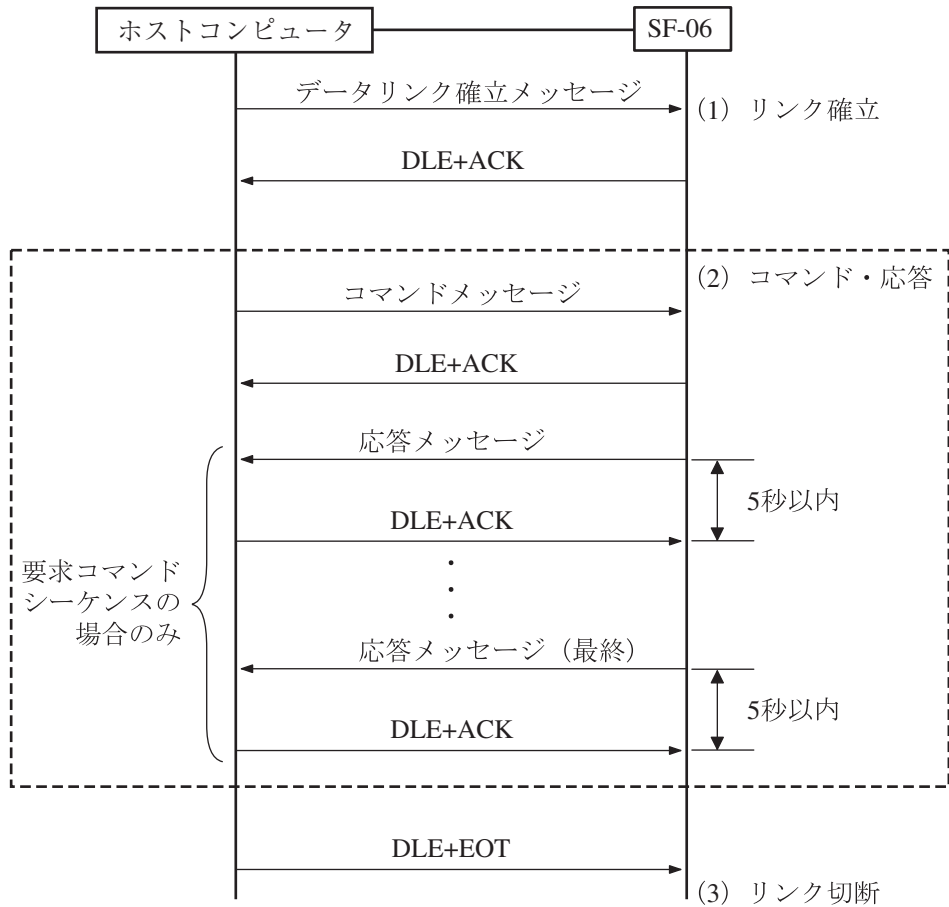 ホストコンピュータ
SF-06
データリンク確立メッセージ
(1) リンク確立
DLE+ACK
(2) コマンド・応答
コマンドメッセージ
DLE+ACK
応答メッセージ
5秒以内
DLE+ACK
要求コマンド
シーケンスの
場合のみ
応答メッセージ（最終）
5秒以内
DLE+ACK
DLE+EOT
(3) リンク切断